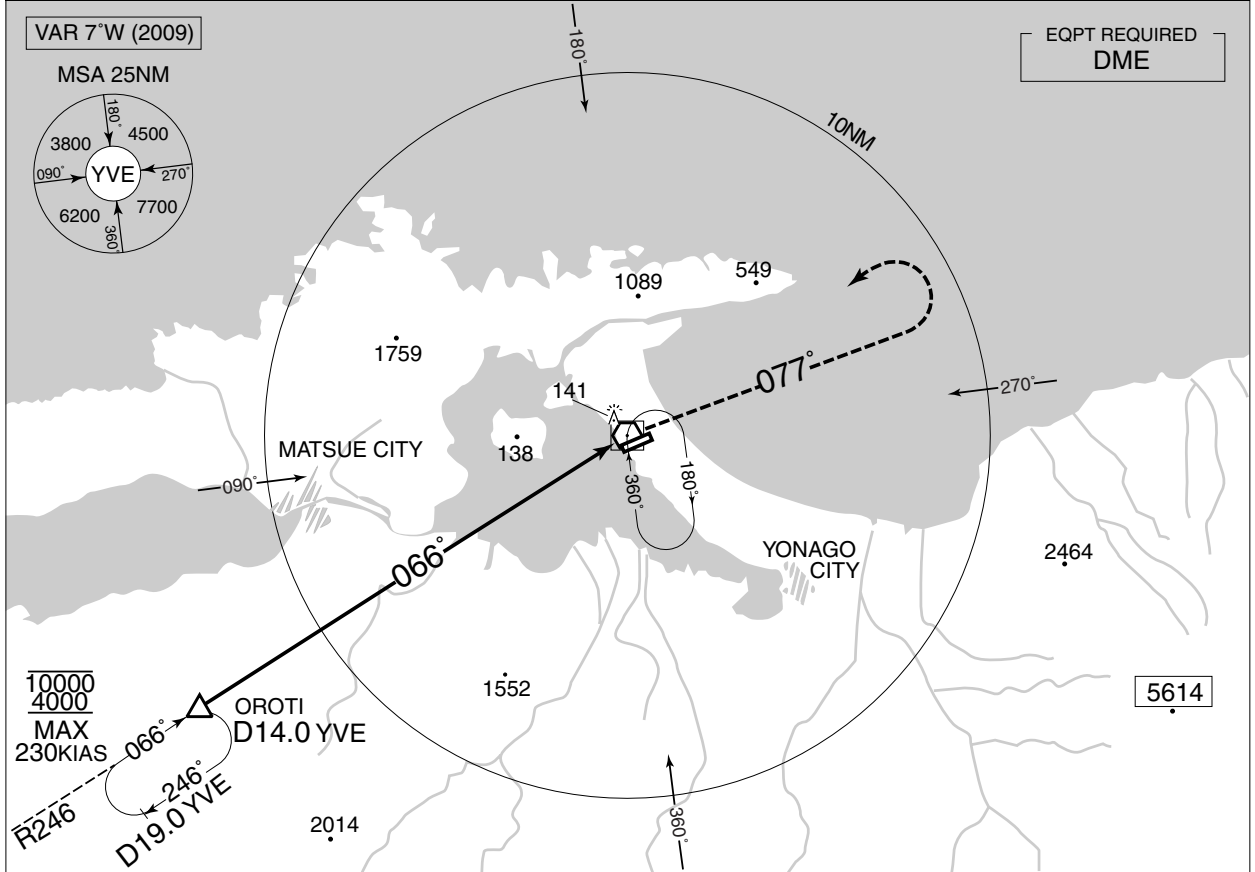 VAR 7°W (2009)
MSA 25NM
180°
3800
4500
090°
YVE
270°
6200
7700
360°
EQPT REQUIRED
DME
180°
10NM
1089
549
1759
077°
141
270°
MATSUE CITY
138
090°
360°
180°
YONAGO
CITY
2464
066°
10000
4000
MAX
230KIAS
OROTI
D14.0 YVE
1552
5614
066°
246°
R246
D19.0 YVE
2014
360°